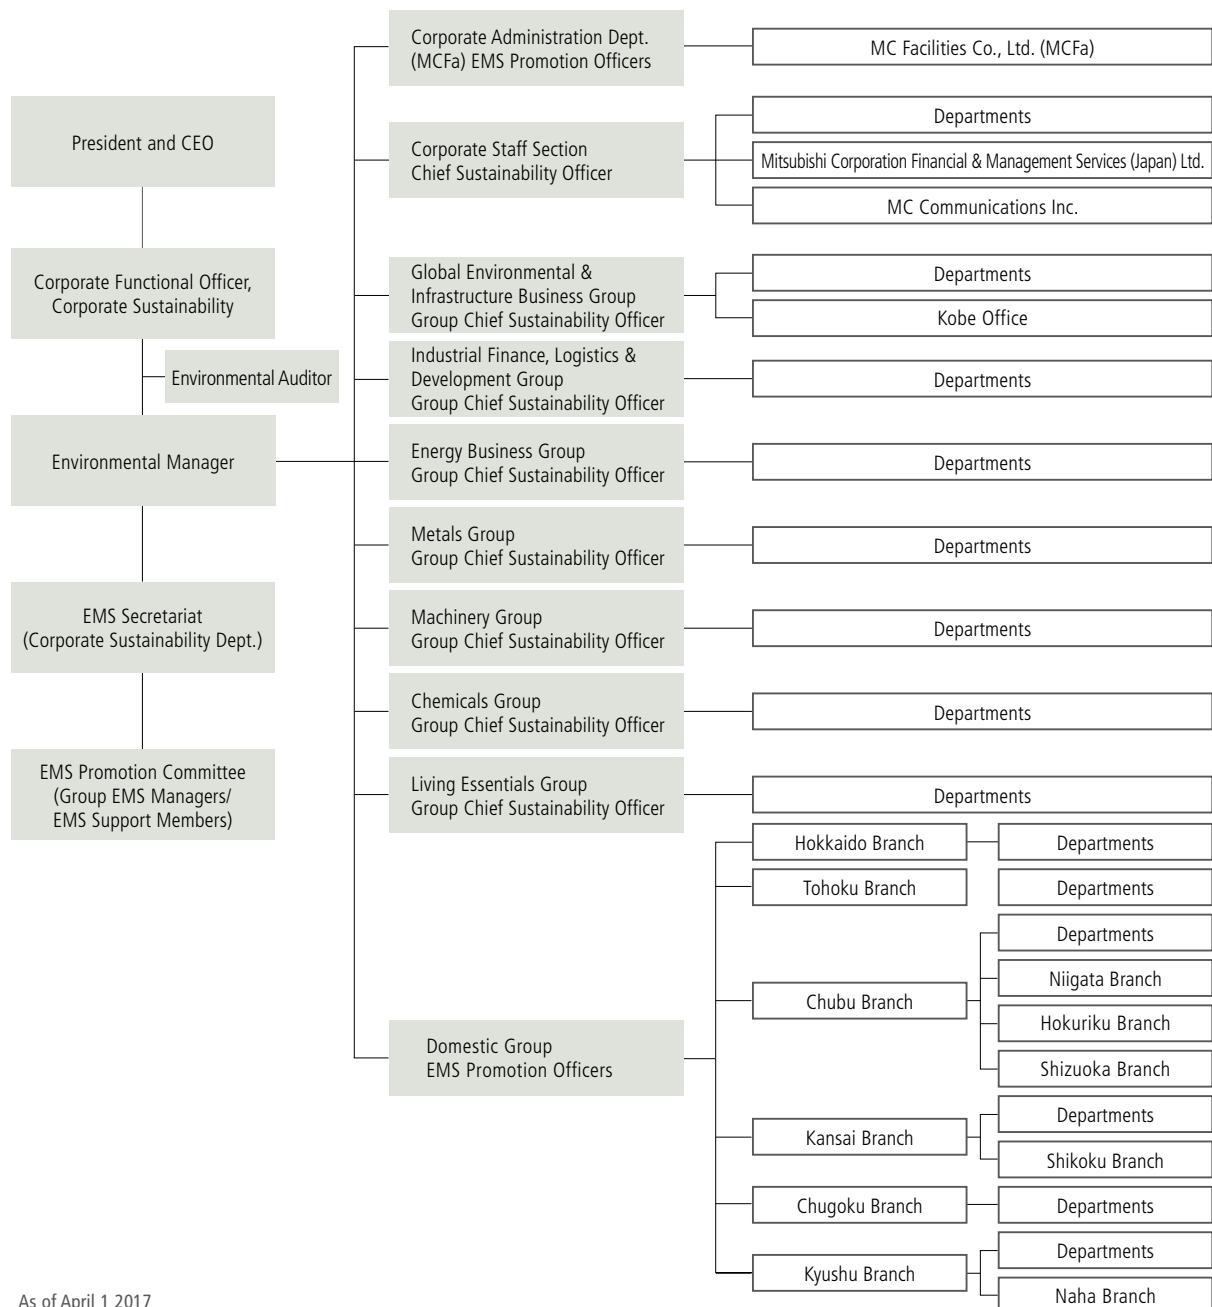 President and CEO
Corporate Functional Officer,
Corporate Sustainability
Environmental Auditor
Environmental Manager
EMS Secretariat
(Corporate Sustainability Dept.)
EMS Promotion Committee
(Group EMS Managers/
EMS Support Members)
Corporate Administration Dept.
(MCFa) EMS Promotion Officers
MC Facilities Co., Ltd. (MCFa)
Corporate Staff Section
Chief Sustainability Officer
Departments
Mitsubishi Corporation Financial & Management Services (Japan) Ltd.
MC Communications Inc.
Global Environmental &
Infrastructure Business Group
Group Chief Sustainability Officer
Departments
Kobe Office
Industrial Finance, Logistics &
Development Group
Group Chief Sustainability Officer
Departments
Energy Business Group
Group Chief Sustainability Officer
Departments
Metals Group
Group Chief Sustainability Officer
Departments
Machinery Group
Group Chief Sustainability Officer
Departments
Chemicals Group
Group Chief Sustainability Officer
Departments
Living Essentials Group
Group Chief Sustainability Officer
Departments
Domestic Group
EMS Promotion Officers
Hokkaido Branch
Departments
Tohoku Branch
Departments
Chubu Branch
Departments
Niigata Branch
Hokuriku Branch
Shizuoka Branch
Kansai Branch
Departments
Shikoku Branch
Chugoku Branch
Departments
Kyushu Branch
Departments
Naha Branch
As of April 1 2017